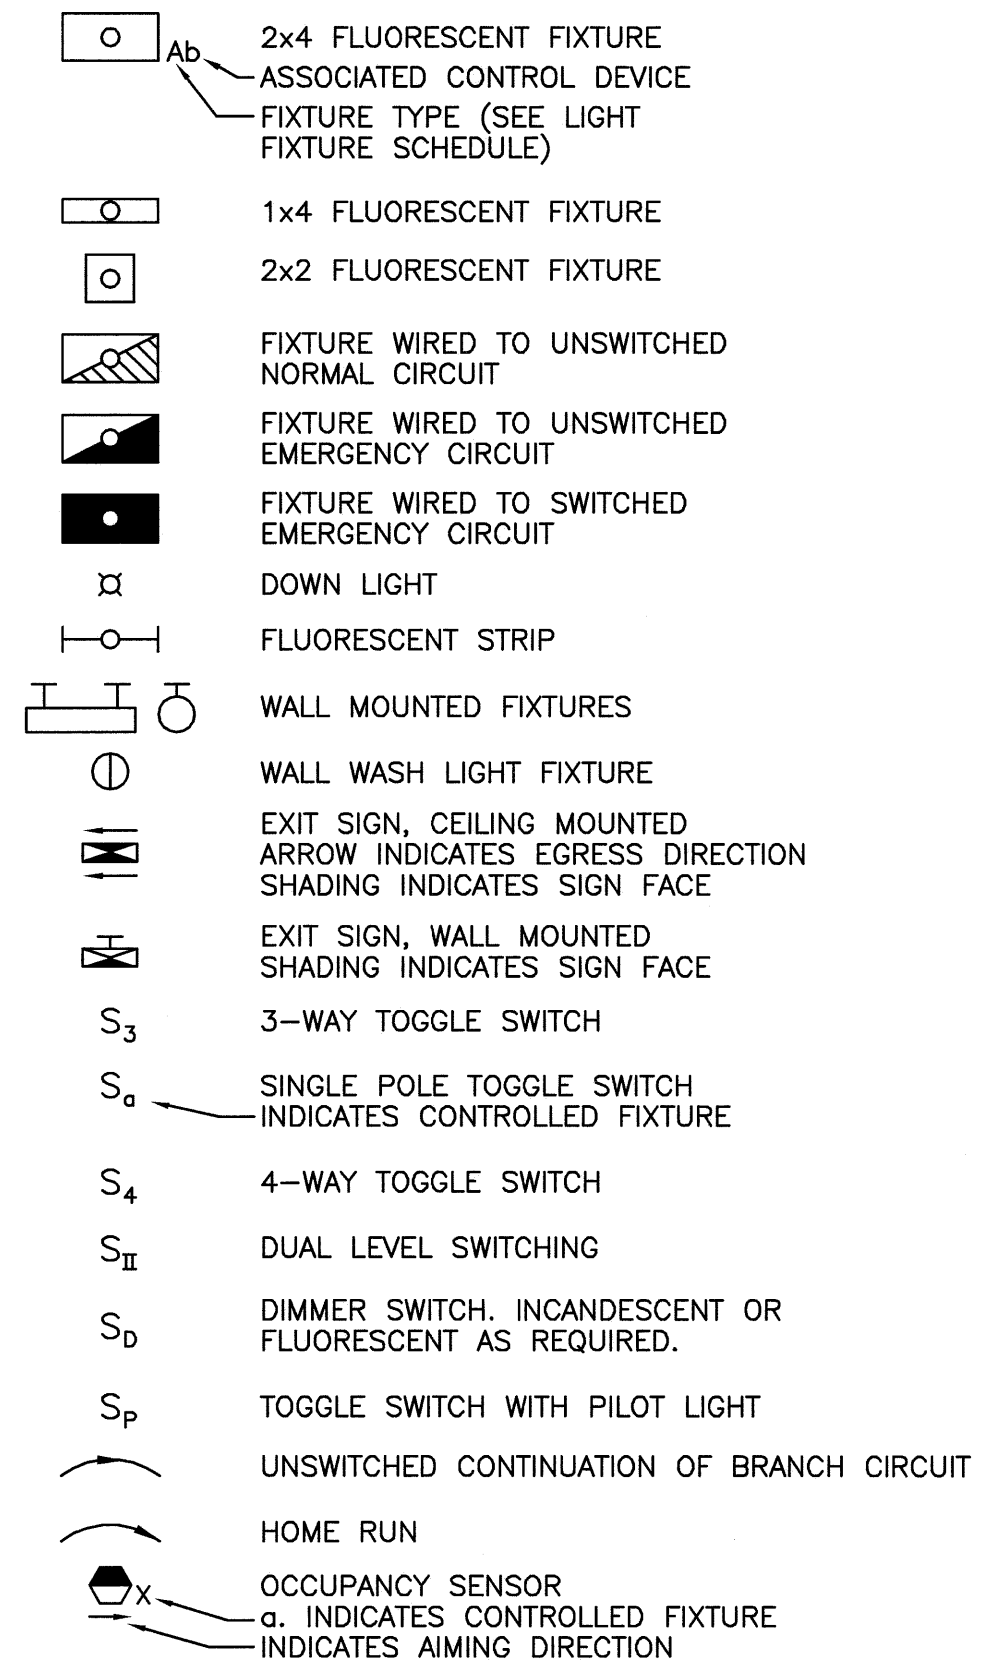 2x4 FLUORESCENT FIXTURE
Ab
ASSOCIATED CONTROL DEVICE
FIXTURE TYPE (SEE LIGHT
FIXTURE SCHEDULE)
1x4 FLUORESCENT FIXTURE
2x2 FLUORESCENT FIXTURE
FIXTURE WIRED TO UNSWITCHED
NORMAL CIRCUIT
FIXTURE WIRED TO UNSWITCHED
EMERGENCY CIRCUIT
FIXTURE WIRED TO SWITCHED
EMERGENCY CIRCUIT
DOWN LIGHT
FLUORESCENT STRIP
WALL MOUNTED FIXTURES
WALL WASH LIGHT FIXTURE
EXIT SIGN, CEILING MOUNTED
ARROW INDICATES EGRESS DIRECTION
SHADING INDICATES SIGN FACE
EXIT SIGN, WALL MOUNTED
SHADING INDICATES SIGN FACE
S3 3-WAY TOGGLE SWITCH
Sa SINGLE POLE TOGGLE SWITCH
INDICATES CONTROLLED FIXTURE
S4 4-WAY TOGGLE SWITCH
SII DUAL LEVEL SWITCHING
SD DIMMER SWITCH. INCANDESCENT OR
FLUORESCENT AS REQUIRED.
SP TOGGLE SWITCH WITH PILOT LIGHT
UNSWITCHED CONTINUATION OF BRANCH CIRCUIT
HOME RUN
X OCCUPANCY SENSOR
a. INDICATES CONTROLLED FIXTURE
INDICATES AIMING DIRECTION